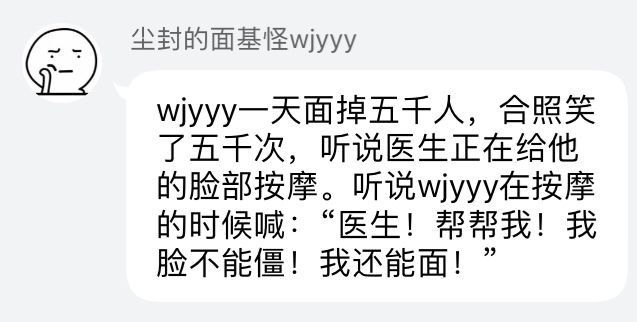 尘封的面基怪wjyyy
wjyyy一天面掉五千人，合照笑
了五千次，听说医生正在给他
的脸部按摩。听说wjyyy在按摩
的时候喊：“医生！帮帮我！我
脸不能僵！我还能面！”